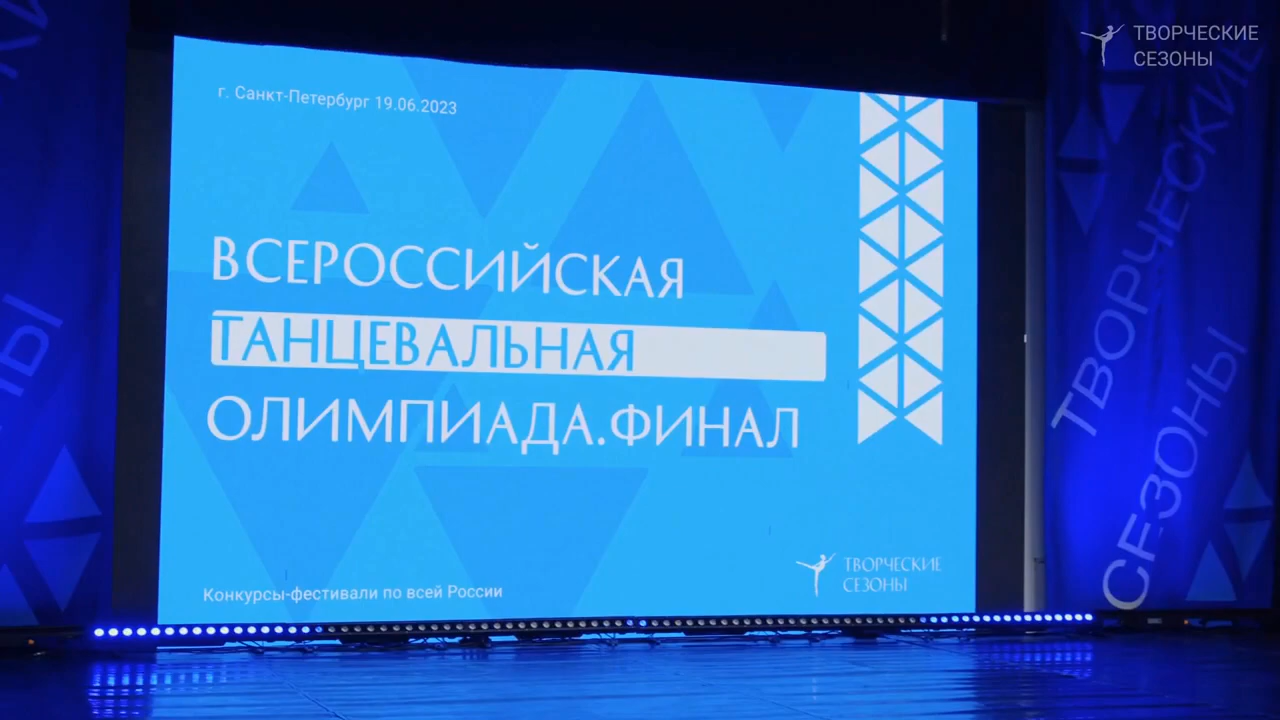 ТВОРЧЕСКИЕ
СЕЗОНЫ
г. Санкт-Петербург 19.06.2023
ВСЕРОССИЙСКАЯ
ТАНЦЕВАЛЬНАЯ
ОЛИМПИАДА.ФИНАЛ
ТВОРЧЕСКИЕ
СЕЗОНЫ
Конкурсы-фестивали по всей России
ТВОРЧЕСКИЕ
СЕЗОНЫ